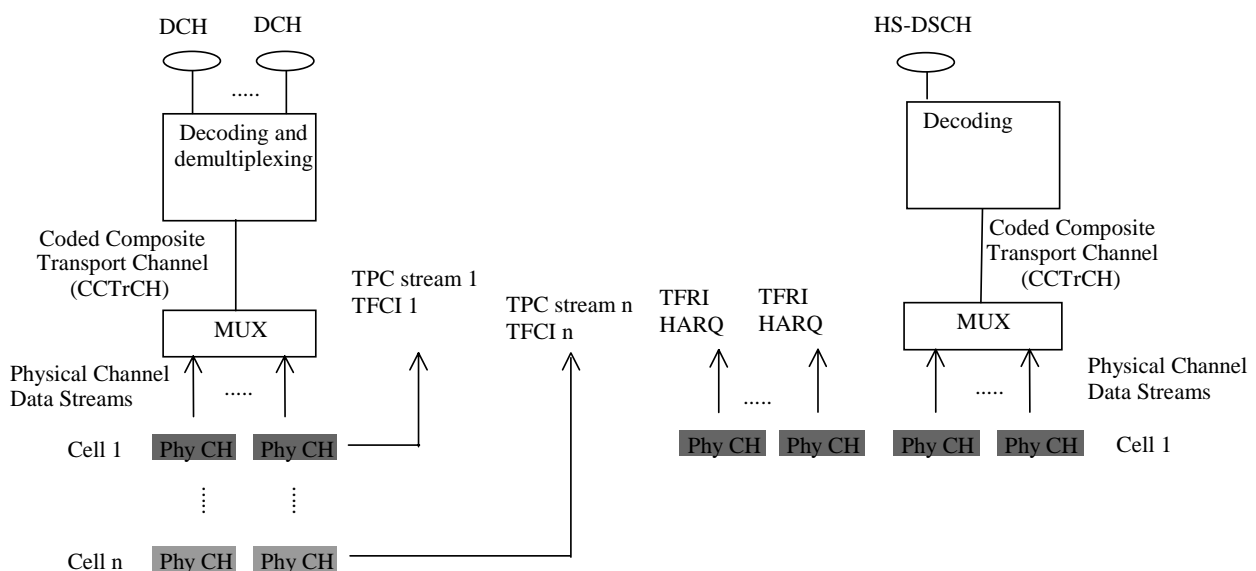 DCH
DCH
.....
Decoding and
demultiplexing
Coded Composite
Transport Channel
(CCTrCH)
MUX
Physical Channel
Data Streams
.....
Cell 1
Phy CH
Phy CH
Cell n
Phy CH
Phy CH
TPC stream 1
TFCI 1
TPC stream n
TFCI n
HS-DSCH
Decoding
Coded Composite
Transport Channel
(CCTrCH)
MUX
TFRI
HARQ
TFRI
HARQ
.....
.....
Physical Channel
Data Streams
Phy CH
Phy CH
Phy CH
Phy CH
Cell 1